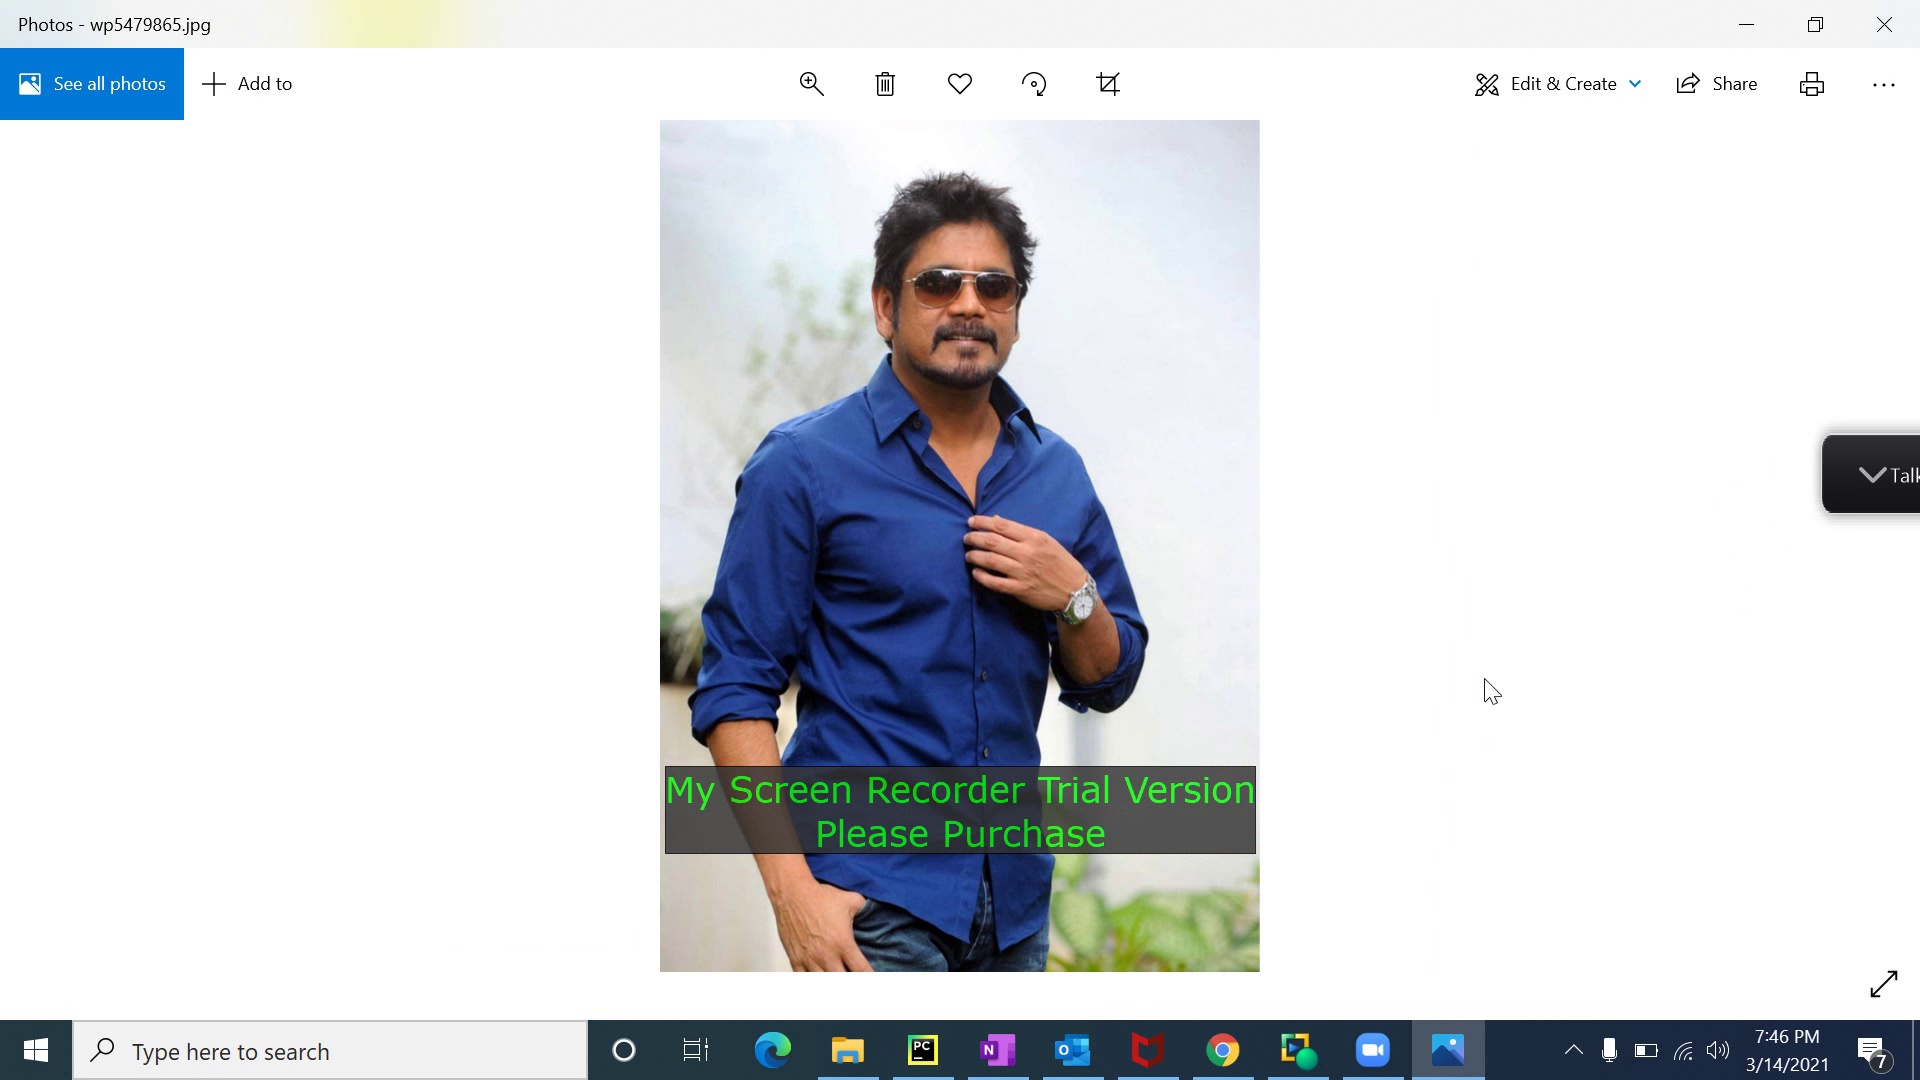 Photos - wp5479865.jpg
See all photos
Add to
Edit & Create
Share
Talk
My Screen Recorder Trial Version
Please Purchase
Type here to search
PC
N
O
7:46 PM
3/14/2021
7